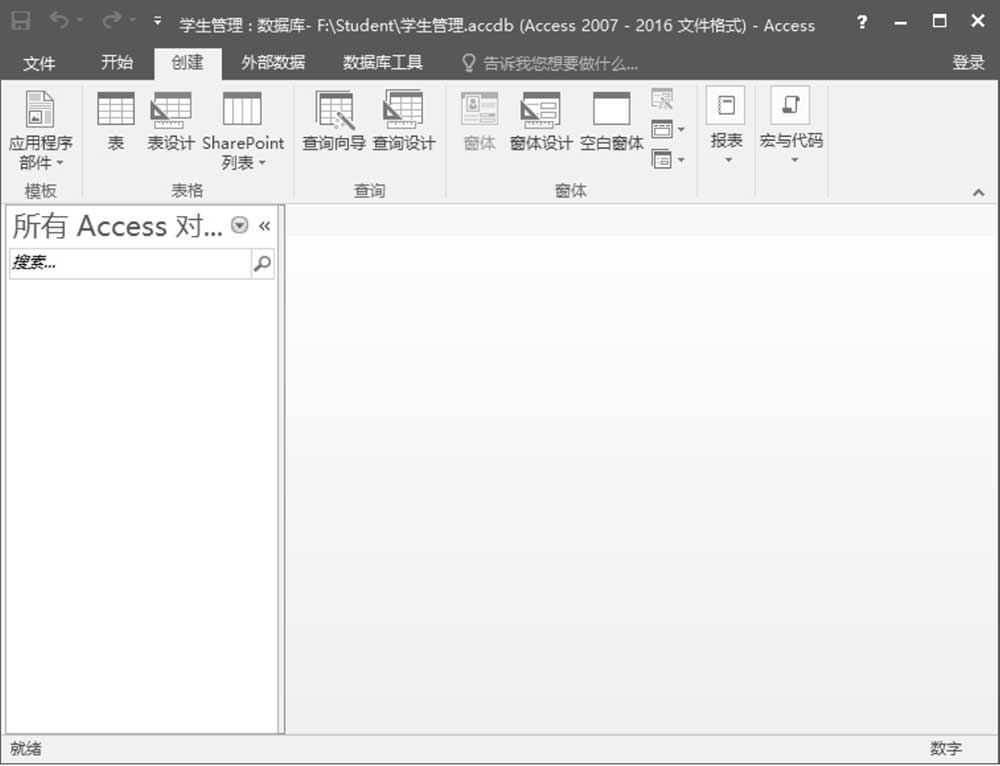 学生管理 : 数据库- F:\Student\学生管理.accdb (Access 2007 - 2016 文件格式) - Access
?
文件 开始 创建 外部数据 数据库工具 告诉我您想要做什么... 登录
应用程序
部件
表 表设计 SharePoint
列表
查询向导 查询设计 窗体 窗体设计 空白窗体 报表 宏与代码
模板 表格 查询 窗体
所有 Access 对... «
搜索...
就绪 数字